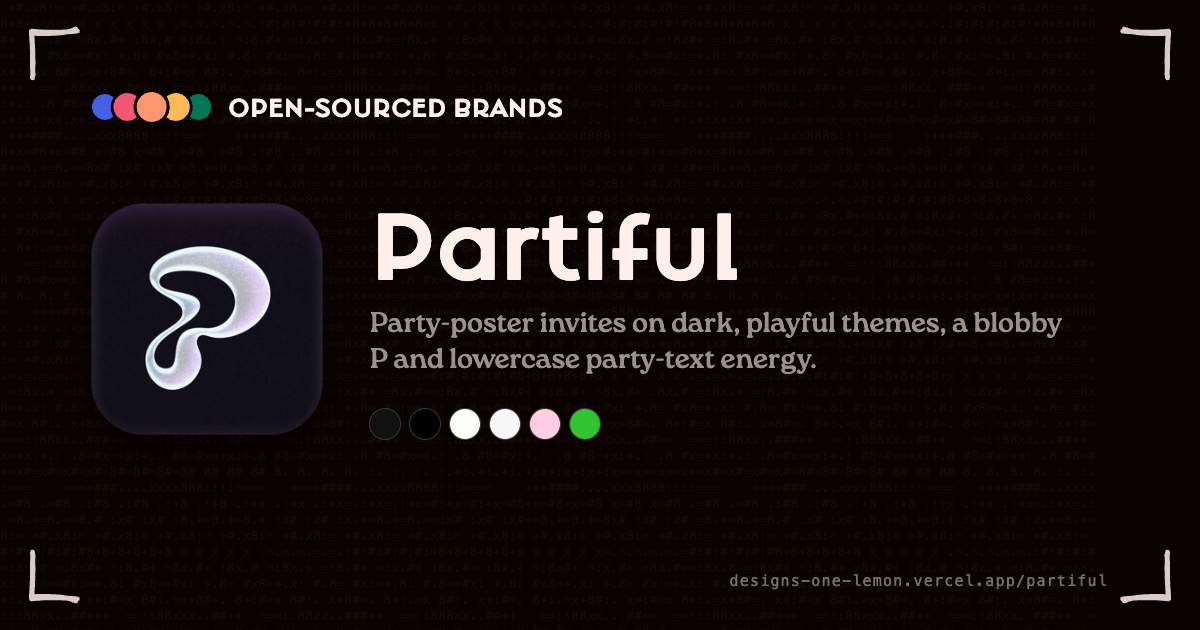 OPEN-SOURCED BRANDS
Partiful
Party-poster invites on dark, playful themes, a blobby
P and lowercase party-text energy.
designs-one-lemon.vercel.app/partiful